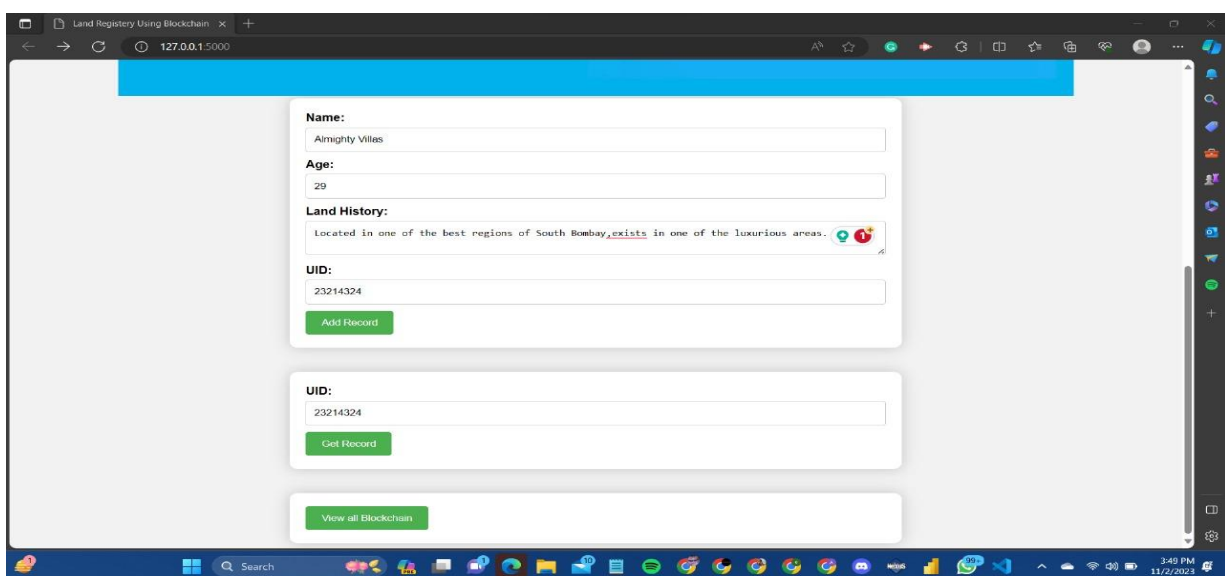 Land Registery Using Blockchain
127.0.0.1:5000
Name:
Almighty Villas
Age:
29
Land History:
Located in one of the best regions of South Bombay,exists in one of the luxurious areas.
UID:
23214324
Add Record
UID:
23214324
Get Record
View all Blockchain
Search
3:49 PM
11/2/2023